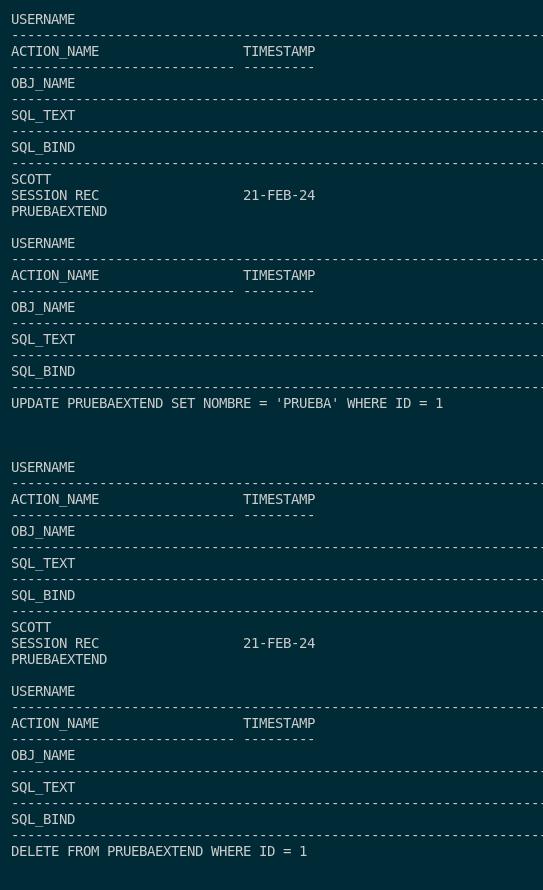 USERNAME
--------------------------------------------------------------------------------
ACTION_NAME                  TIMESTAMP
---------------------------- ---------
OBJ_NAME
--------------------------------------------------------------------------------
SQL_TEXT
--------------------------------------------------------------------------------
SQL_BIND
--------------------------------------------------------------------------------
SCOTT
SESSION REC                  21-FEB-24
PRUEBAEXTEND

USERNAME
--------------------------------------------------------------------------------
ACTION_NAME                  TIMESTAMP
---------------------------- ---------
OBJ_NAME
--------------------------------------------------------------------------------
SQL_TEXT
--------------------------------------------------------------------------------
SQL_BIND
--------------------------------------------------------------------------------
UPDATE PRUEBAEXTEND SET NOMBRE = 'PRUEBA' WHERE ID = 1

USERNAME
--------------------------------------------------------------------------------
ACTION_NAME                  TIMESTAMP
---------------------------- ---------
OBJ_NAME
--------------------------------------------------------------------------------
SQL_TEXT
--------------------------------------------------------------------------------
SQL_BIND
--------------------------------------------------------------------------------
SCOTT
SESSION REC                  21-FEB-24
PRUEBAEXTEND

USERNAME
--------------------------------------------------------------------------------
ACTION_NAME                  TIMESTAMP
---------------------------- ---------
OBJ_NAME
--------------------------------------------------------------------------------
SQL_TEXT
--------------------------------------------------------------------------------
SQL_BIND
--------------------------------------------------------------------------------
DELETE FROM PRUEBAEXTEND WHERE ID = 1